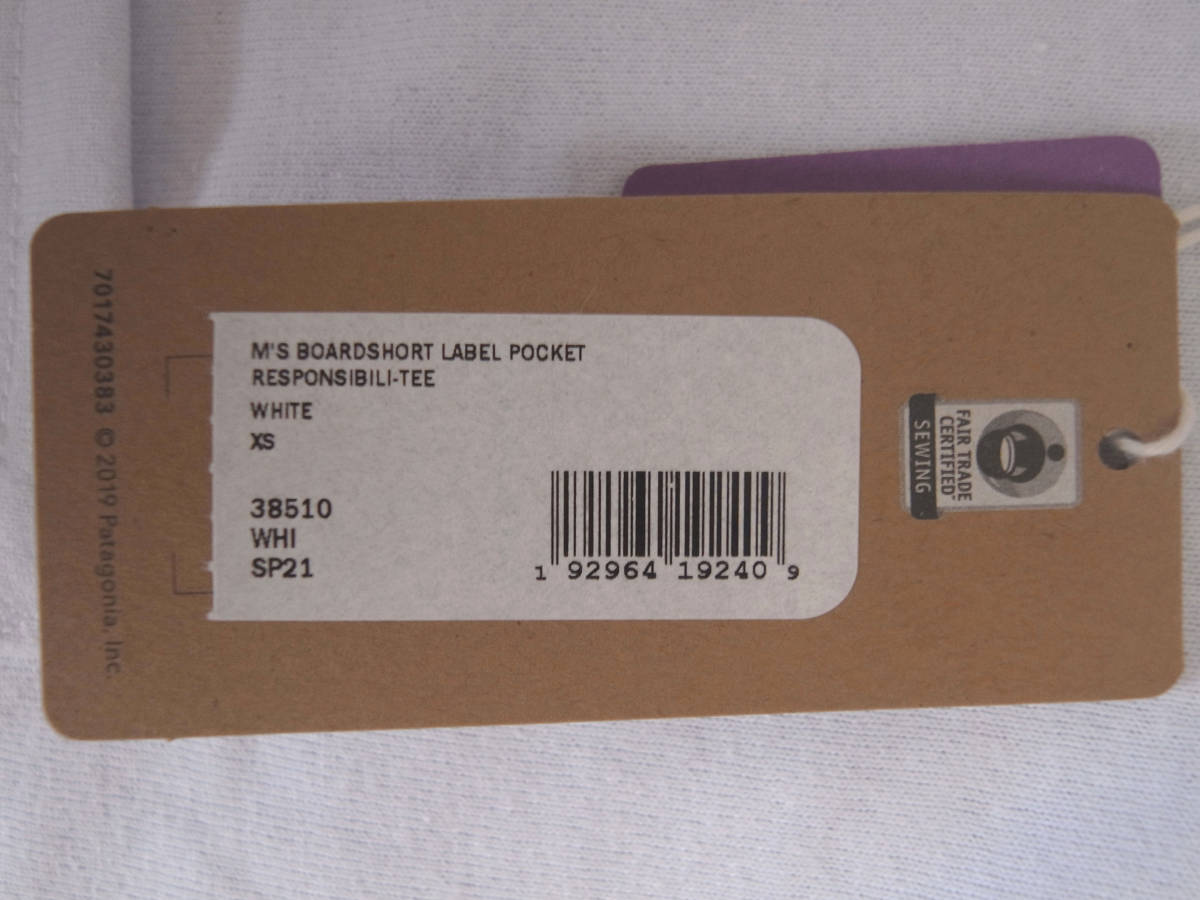 M'S BOARDSHORT LABEL POCKET
RESPONSIBILI-TEE
WHITE
XS
38510
WHI
SP21
1 92964 19240 9
FAIR TRADE
CERTIFIED
SEWING
7017430383 © 2019 Patagonia, Inc.